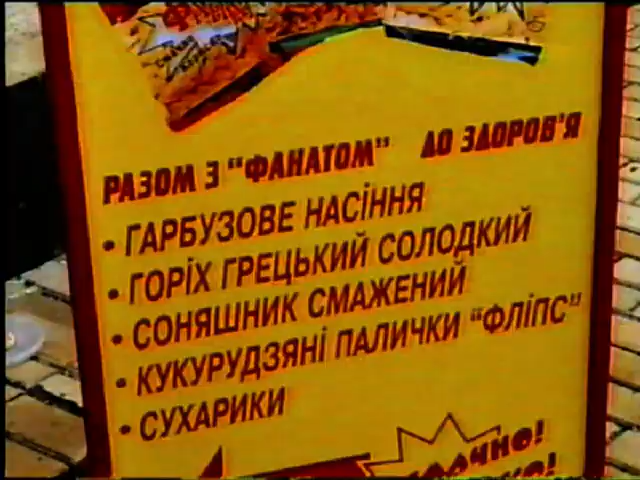 РАЗОМ З "ФАНАТОМ" ДО ЗДОРОВ'Я
• ГАРБУЗОВЕ НАСІННЯ
• ГОРІХ ГРЕЦЬКИЙ СОЛОДКИЙ
• СОНЯШНИК СМАЖЕНИЙ
• КУКУРУДЗЯНІ ПАЛИЧКИ "ФЛІПС"
• СУХАРИКИ